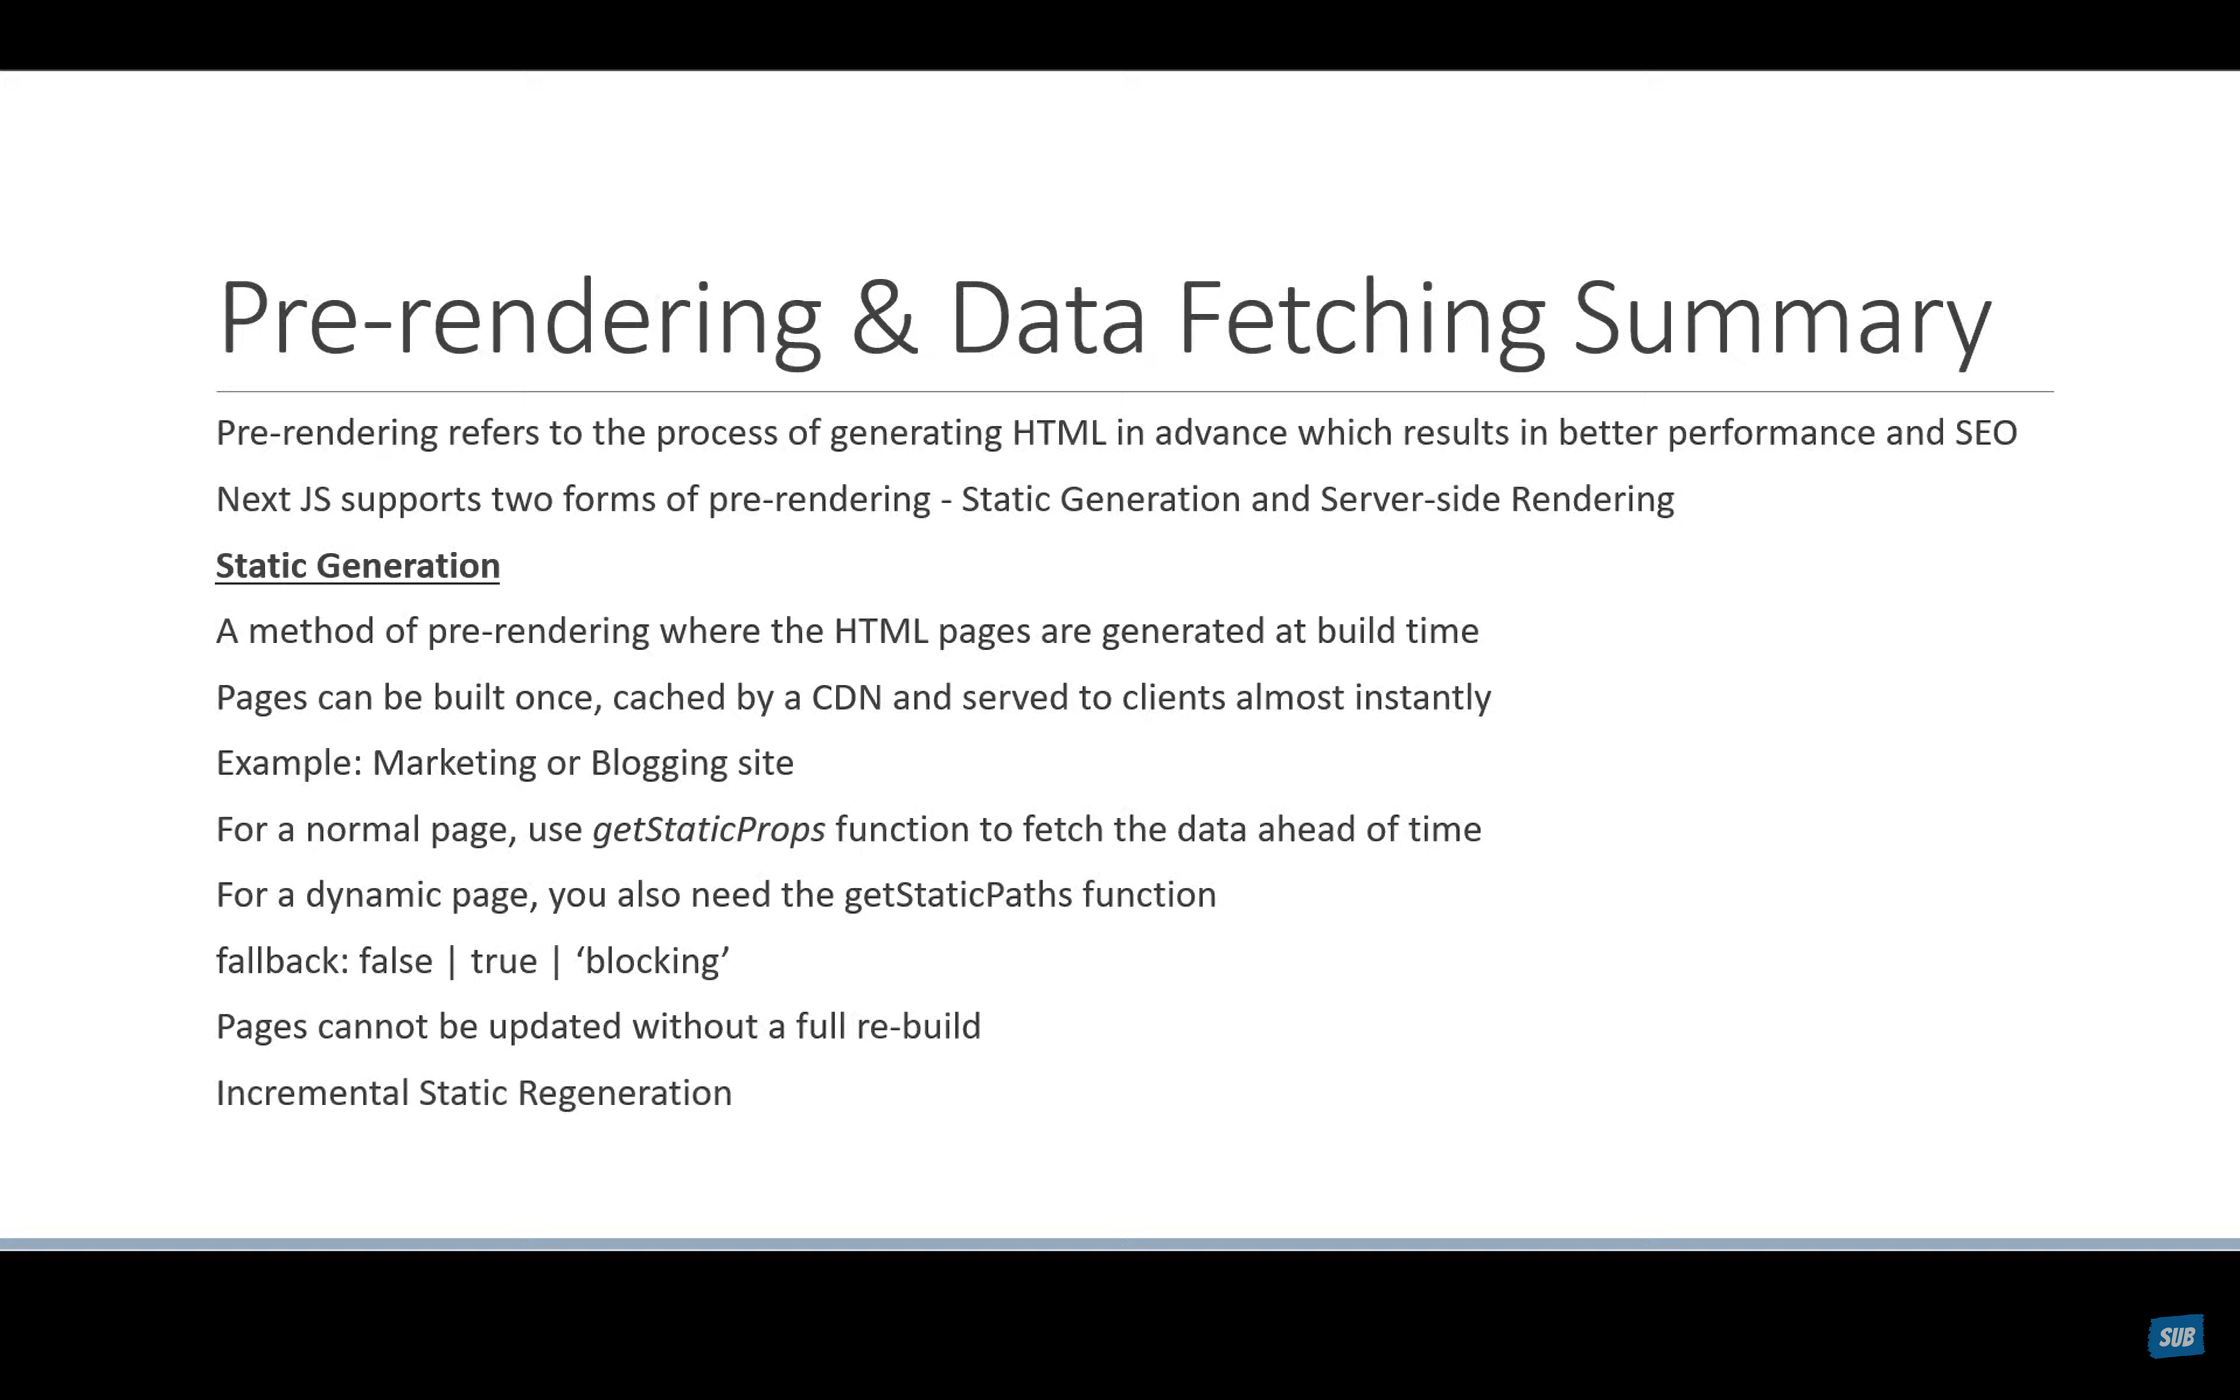 Pre-rendering & Data Fetching Summary
Pre-rendering refers to the process of generating HTML in advance which results in better performance and SEO
Next JS supports two forms of pre-rendering - Static Generation and Server-side Rendering
Static Generation
A method of pre-rendering where the HTML pages are generated at build time
Pages can be built once, cached by a CDN and served to clients almost instantly
Example: Marketing or Blogging site
For a normal page, use getStaticProps function to fetch the data ahead of time
For a dynamic page, you also need the getStaticPaths function
fallback: false | true | ‘blocking’
Pages cannot be updated without a full re-build
Incremental Static Regeneration
SUB